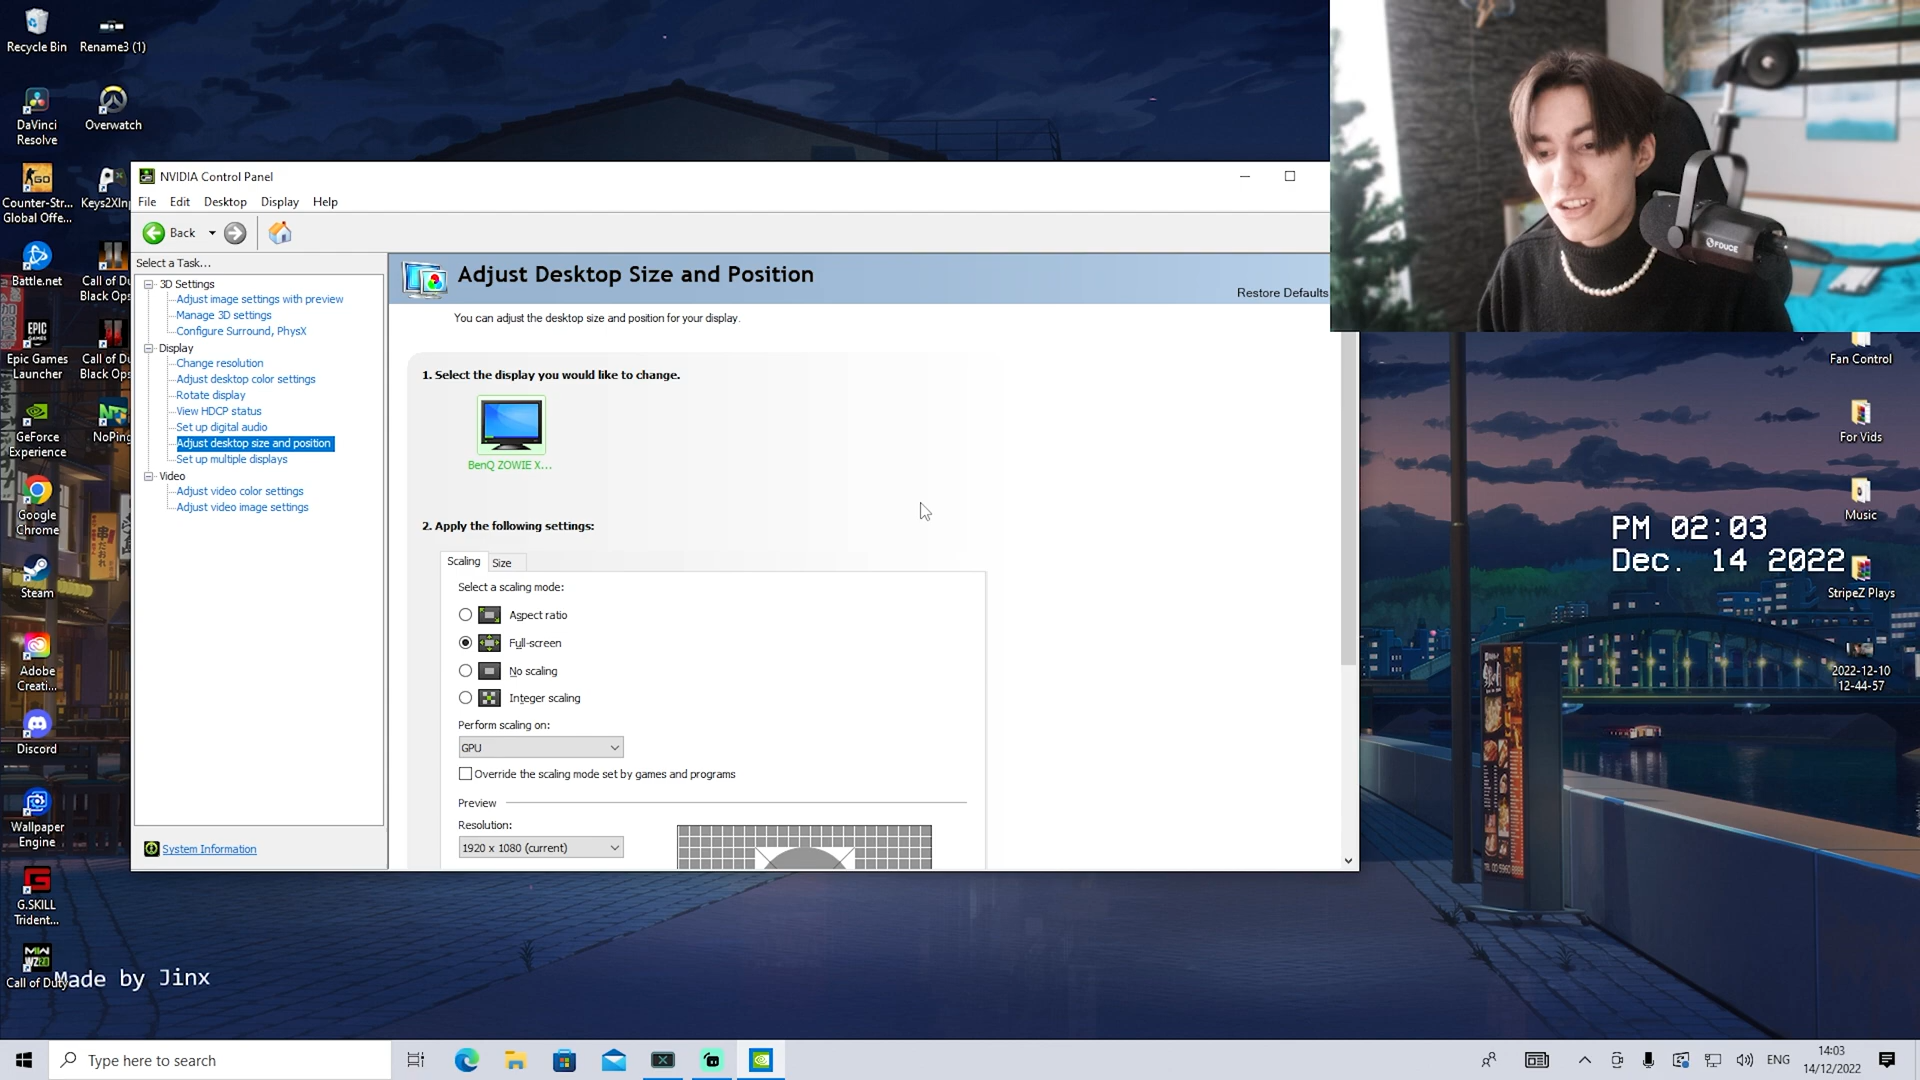 Recycle Bin
Rename3 (1)
DaVinci
Resolve
Overwatch
Counter-Str...
Global Offe...
Keys2XInp
Battle.net
Call of Du
Black Ops
Epic Games
Launcher
Call of Du
Black Ops
GeForce
Experience
NoPing
Google
Chrome
Steam
Adobe
Creati...
Discord
Wallpaper
Engine
G.SKILL
Trident...
Call of Duty
Made by Jinx
NVIDIA Control Panel
File Edit Desktop Display Help
Back
Select a Task...
3D Settings
Adjust image settings with preview
Manage 3D settings
Configure Surround, PhysX
Display
Change resolution
Adjust desktop color settings
Rotate display
View HDCP status
Set up digital audio
Adjust desktop size and position
Set up multiple displays
Video
Adjust video color settings
Adjust video image settings
System Information
Adjust Desktop Size and Position
Restore Defaults
You can adjust the desktop size and position for your display.
1. Select the display you would like to change.
BenQ ZOWIE X...
2. Apply the following settings:
Scaling Size
Select a scaling mode:
Aspect ratio
Full-screen
No scaling
Integer scaling
Perform scaling on:
GPU
Override the scaling mode set by games and programs
Preview
Resolution:
1920 x 1080 (current)
FDUCE
Fan Control
For Vids
Music
PM 02:03
Dec. 14 2022
StripeZ Plays
2022-12-10
12-44-57
Type here to search
ENG
14:03
14/12/2022